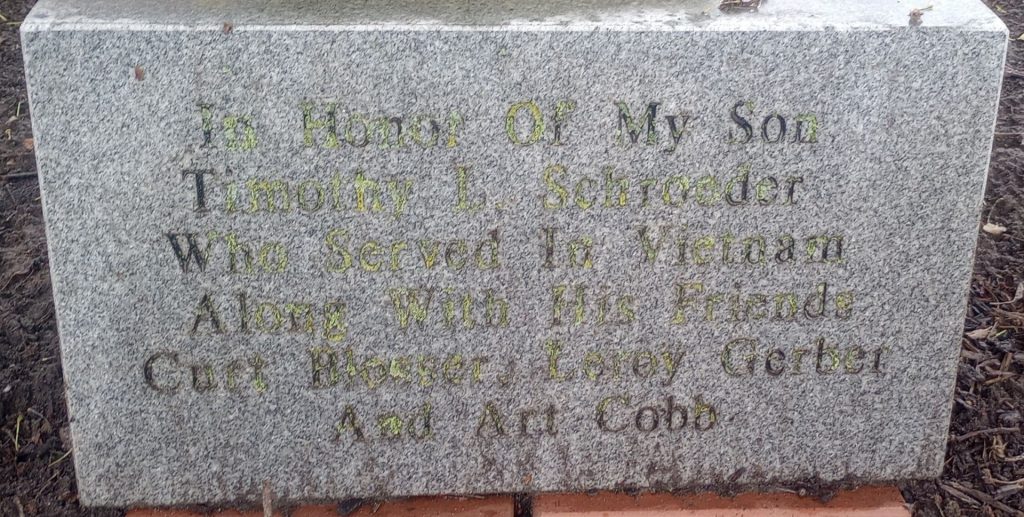 In Honor Of My Son
Timothy L. Schroeder
Who Served In Vietnam
Along With His Friends
Curt Blosser, Leroy Gerber
And Art Cobb